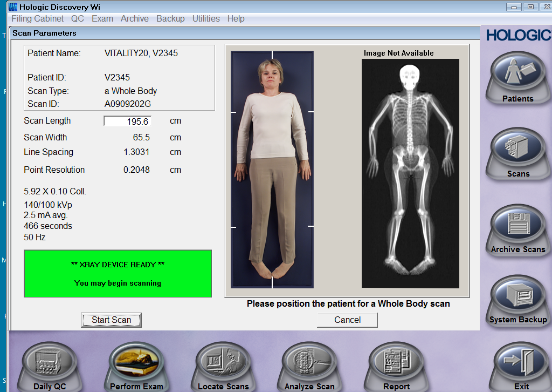 Hologic Discovery Wi
Filing Cabinet QC Exam Archive Backup Utilities Help
Scan Parameters
HOLOGIC
Patient Name: VITALITY20, V2345
Patient ID: V2345
Scan Type: a Whole Body
Scan ID: A0909202G
Scan Length 195.6 cm
Scan Width 65.5 cm
Line Spacing 1.3031 cm
Point Resolution 0.2048 cm
5.92 X 0.10 Coll.
140/100 kVp
2.5 mA avg.
466 seconds
50 Hz
** XRAY DEVICE READY **
You may begin scanning
Start Scan
Image Not Available
Please position the patient for a Whole Body scan
Cancel
Patients
Scans
Archive Scans
System Backup
Daily QC
Perform Exam
Locate Scans
Analyze Scan
Report
Exit